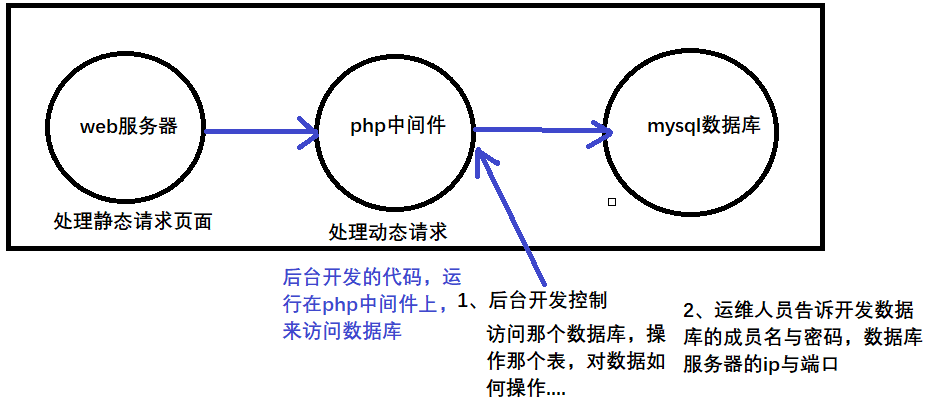 web服务器
php中间件
mysql数据库
处理静态请求页面
处理动态请求
后台开发的代码，运
行在php中间件上，
来访问数据库
1、后台开发控制
访问那个数据库，操
作那个表，对数据如
何操作....
2、运维人员告诉开发数据
库的成员名与密码，数据库
服务器的ip与端口